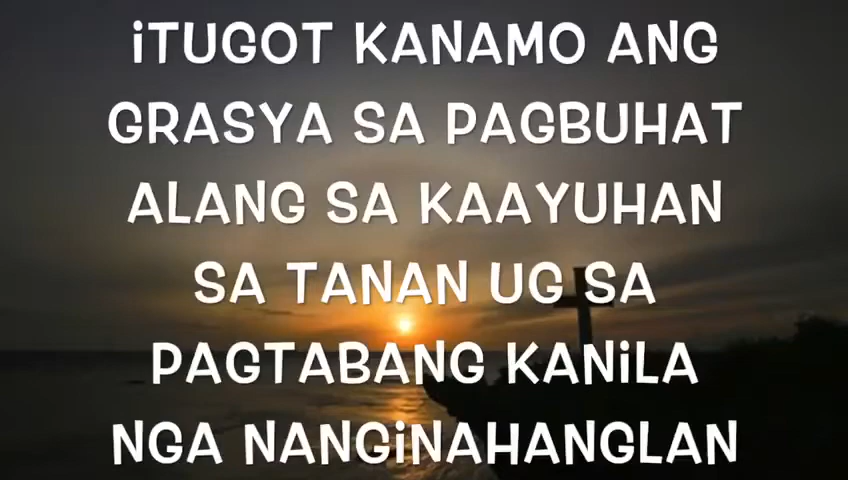 iTUGOT KANAMO ANG
GRASYA SA PAGBUHAT
ALANG SA KAAYUHAN
SA TANAN UG SA
PAGTABANG KANiLA
NGA NANGiNAHANGLAN